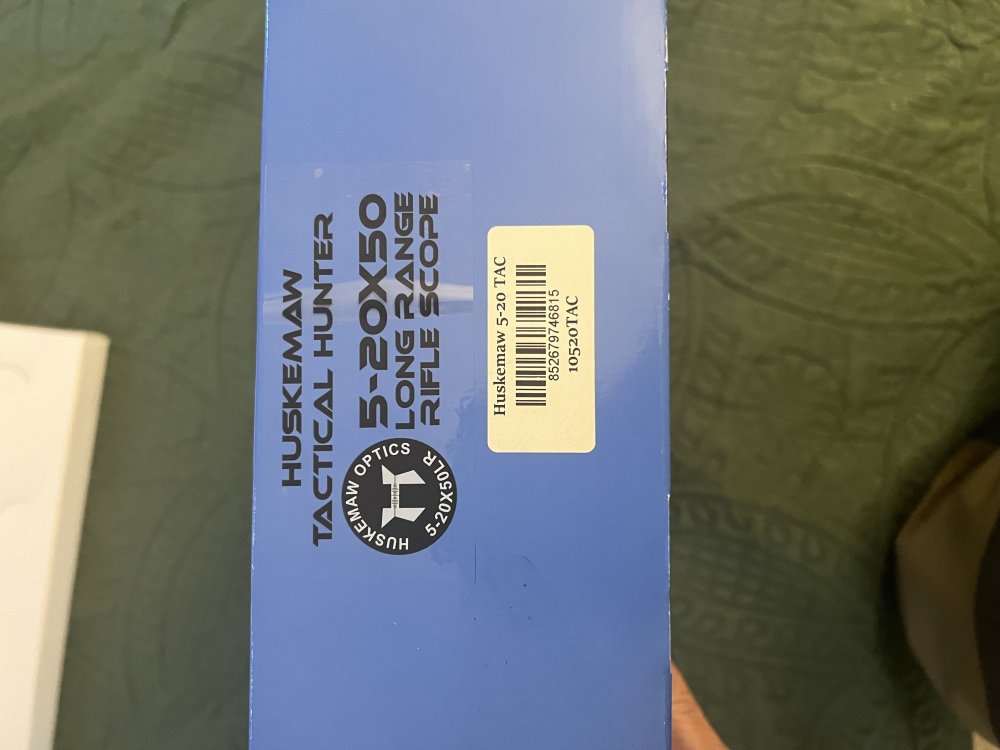 HUSKEMAW
TACTICAL HUNTER
5-20X50
LONG RANGE
RIFLE SCOPE
HUSKEMAW OPTICS
5-20X50LR
Huskemaw 5-20 TAC
852679746815
10520TAC